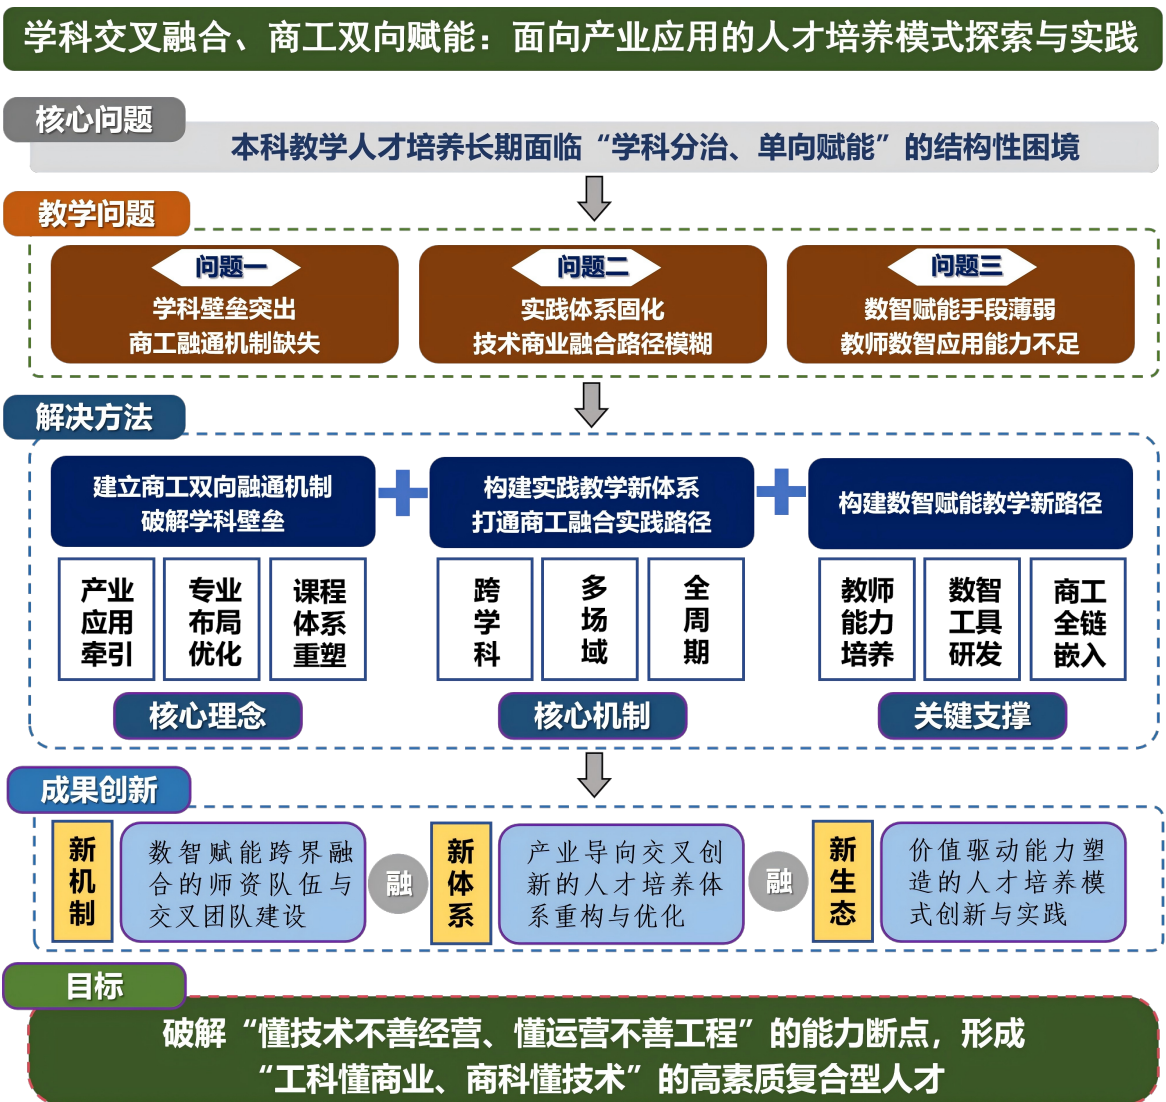 学科交叉融合、商工双向赋能：面向产业应用的人才培养模式探索与实践
核心问题
本科教学人才培养长期面临“学科分治、单向赋能”的结构性困境
教学问题
问题一
学科壁垒突出
商工融通机制缺失
问题二
实践体系固化
技术商业融合路径模糊
问题三
数智赋能手段薄弱
教师数智应用能力不足
解决方法
建立商工双向融通机制
破解学科壁垒
构建实践教学新体系
打通商工融合实践路径
构建数智赋能教学新路径
产业
应用
牵引
专业
布局
优化
课程
体系
重塑
跨
学
科
多
场
域
全
周
期
教师
能力
培养
数智
工具
研发
商工
全链
嵌入
核心理念
核心机制
关键支撑
成果创新
新
机
制
数智赋能跨界融
合的师资队伍与
交叉团队建设
融
新
体
系
产业导向交叉创
新的人才培养体
系重构与优化
融
新
生
态
价值驱动能力塑
造的人才培养模
式创新与实践
目标
破解“懂技术不善经营、懂运营不善工程”的能力断点，形成
“工科懂商业、商科懂技术”的高素质复合型人才